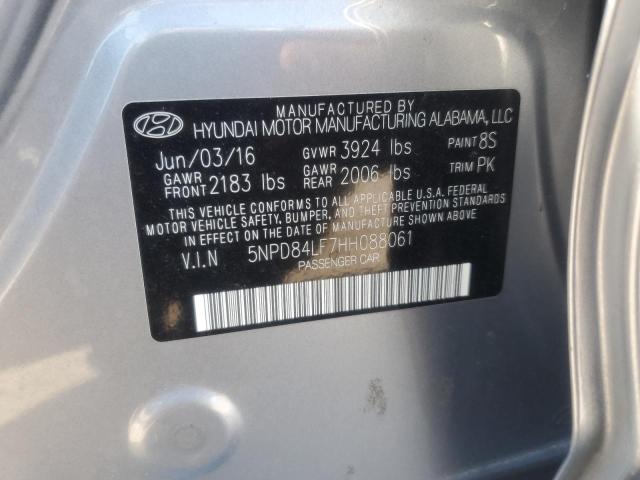 MANUFACTURED BY
HYUNDAI MOTOR MANUFACTURING ALABAMA, LLC
Jun/03/16 GVWR 3924 lbs PAINT 8S
GAWR FRONT 2183 lbs GAWR REAR 2006 lbs TRIM PK
THIS VEHICLE CONFORMS TO ALL APPLICABLE U.S.A. FEDERAL
MOTOR VEHICLE SAFETY, BUMPER, AND THEFT PREVENTION STANDARDS
IN EFFECT ON THE DATE OF MANUFACTURE SHOWN ABOVE.
V.I.N 5NPD84LF7HH088061
PASSENGER CAR